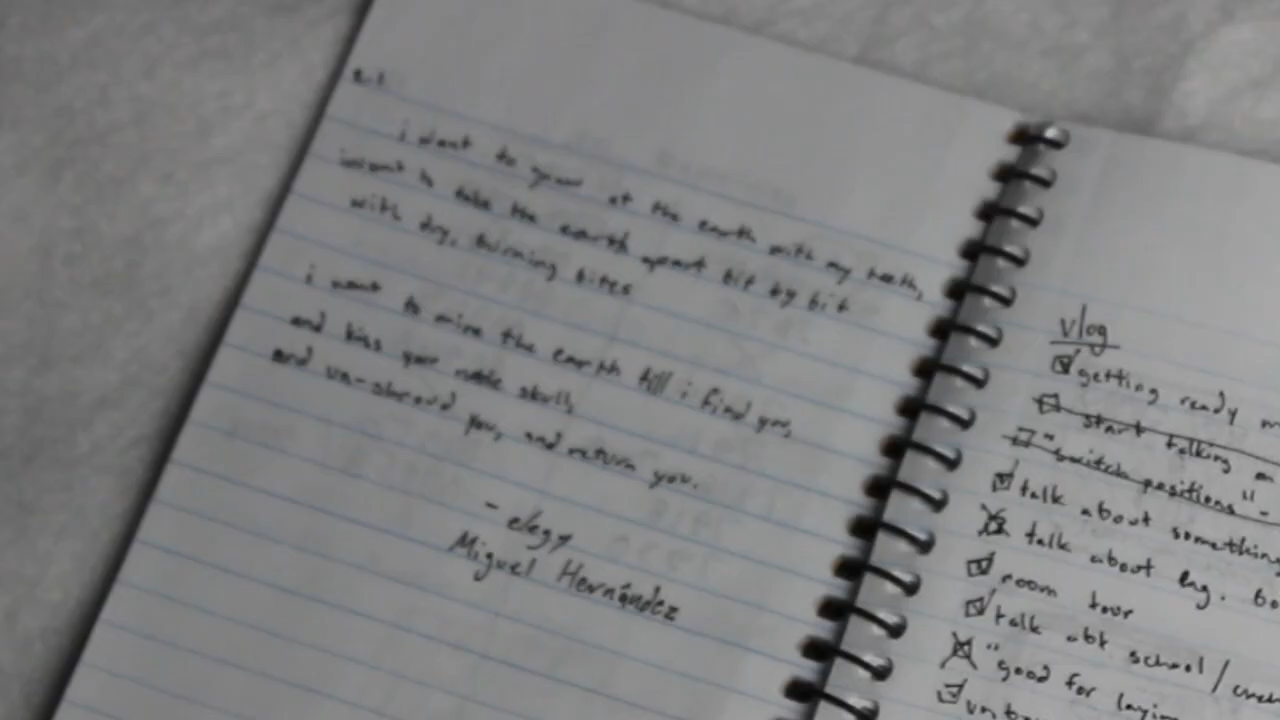 i want to gnaw at the earth with my teeth,
i want to take the earth apart bit by bit
with dry, burning bites
i want to mine the earth till i find you,
and kiss your noble skull,
and un-shroud you, and return you.
- elegy
Miguel Hernández
vlog
getting ready
start talking on
"switch positions" -
talk about something
talk about
room tour
talk abt school /
"good for laying